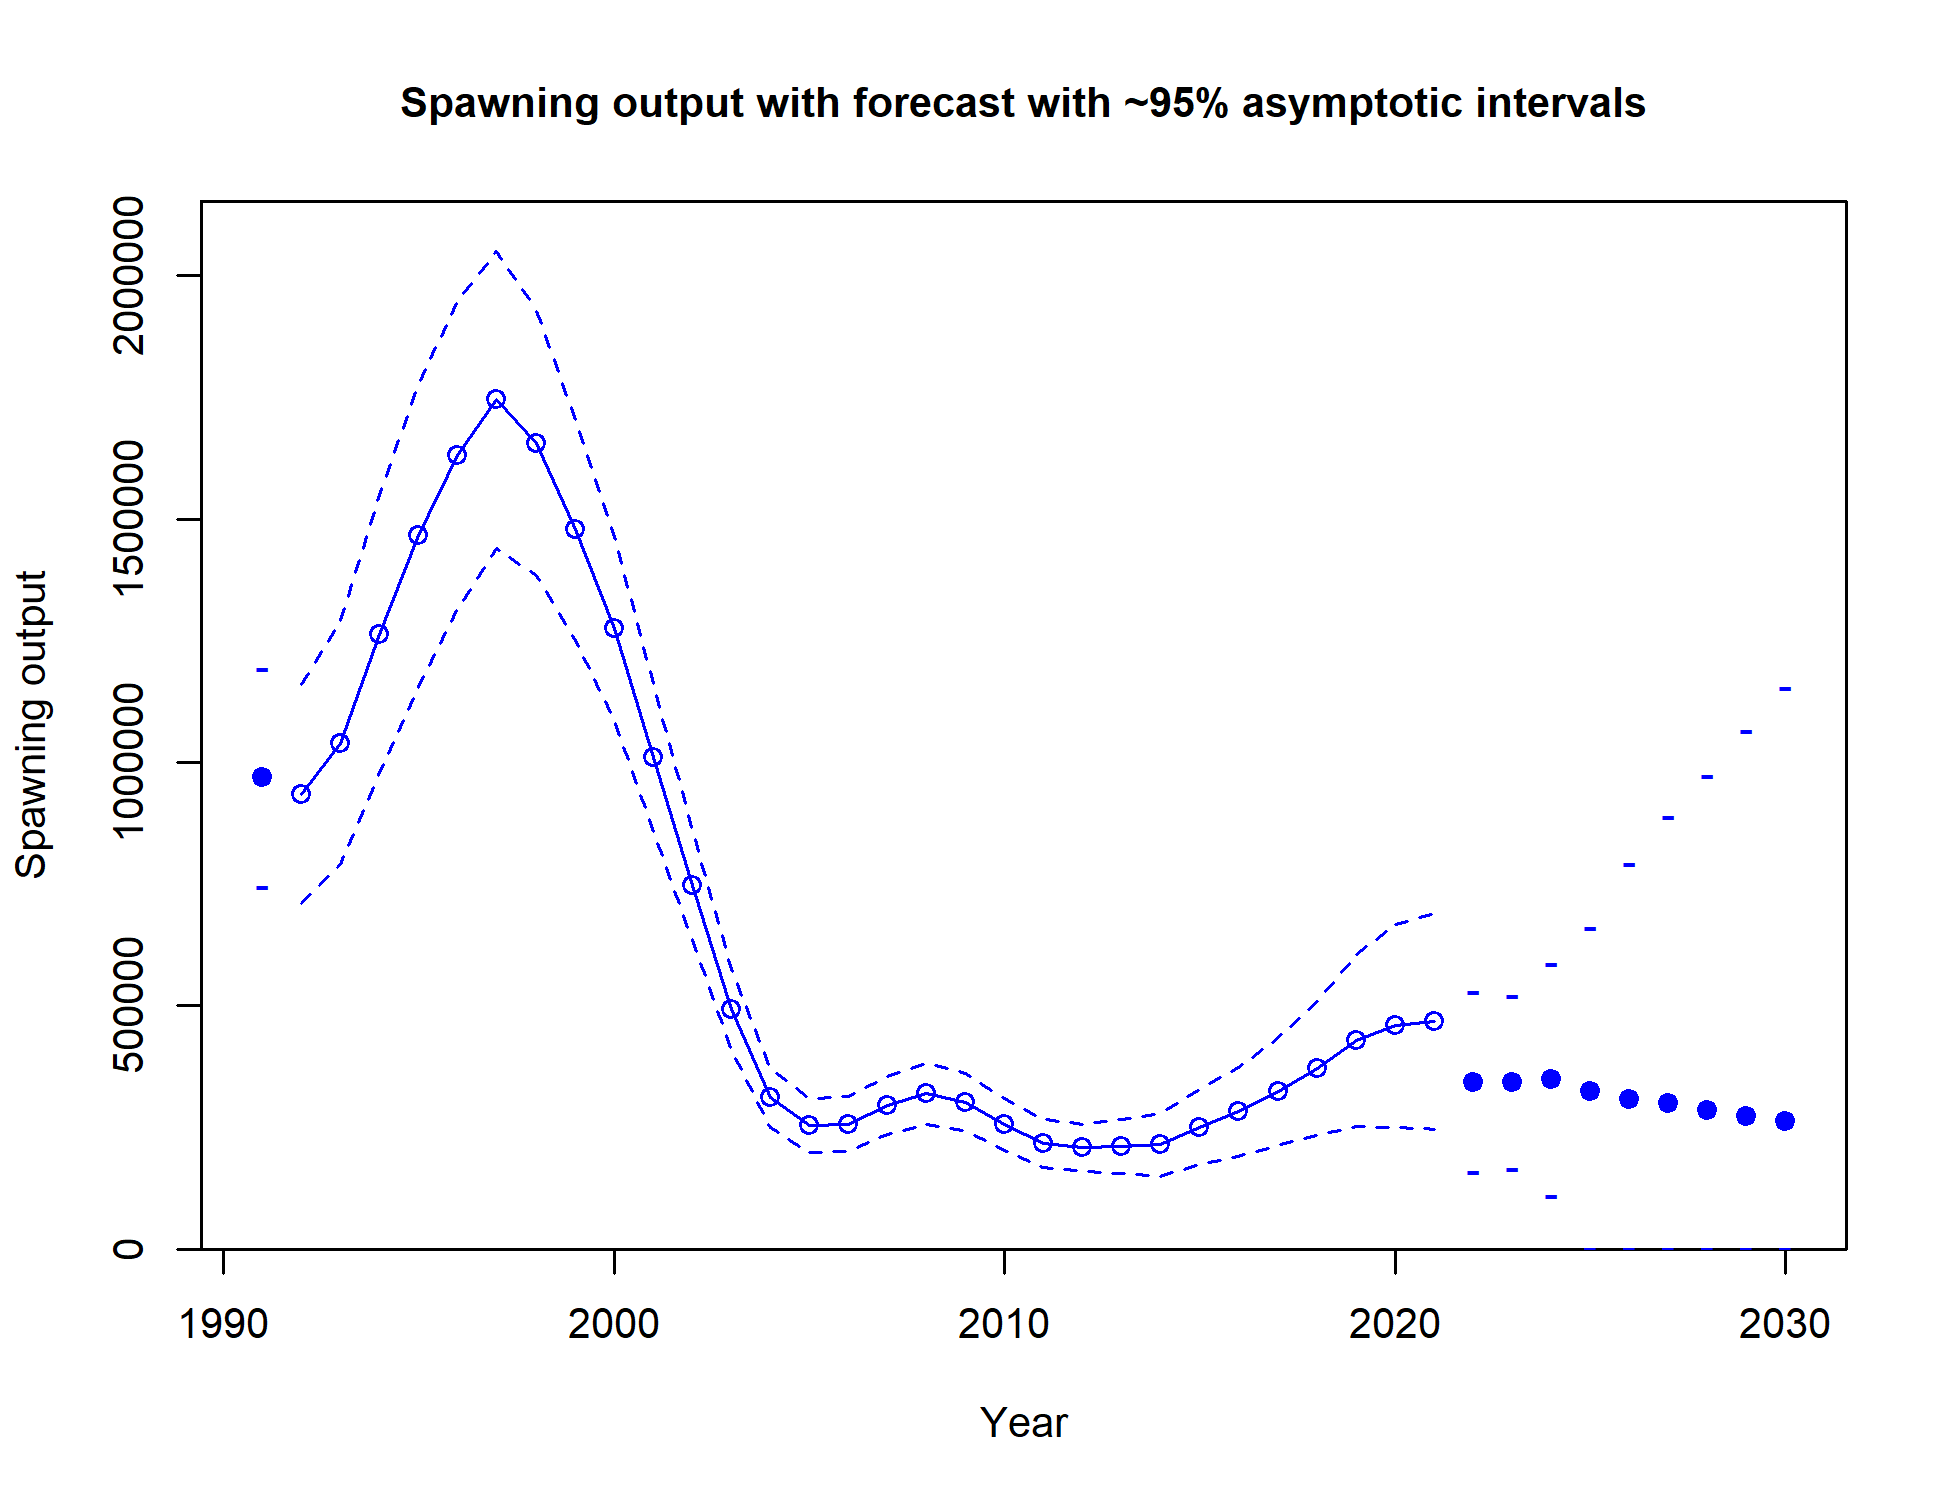 Spawning output with forecast with ~95% asymptotic intervals
Spawning output
2000000
1500000
1000000
500000
0
1990 2000 2010 2020 2030
Year